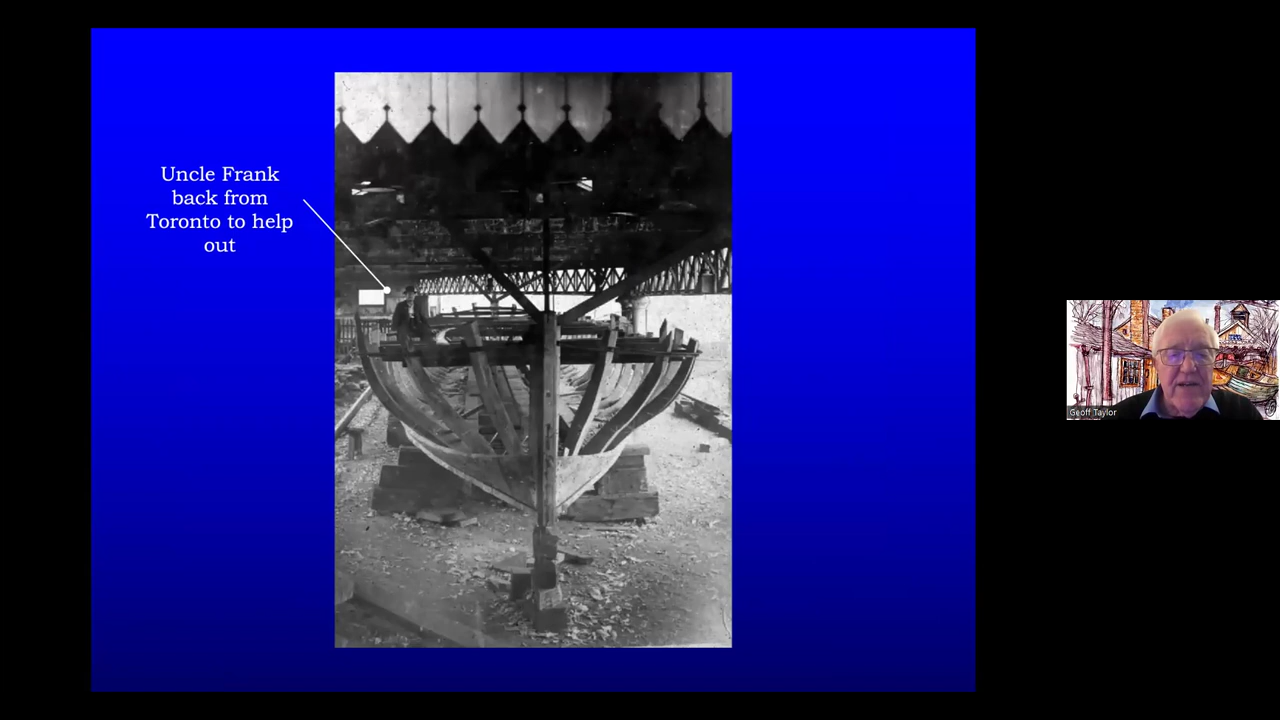 Uncle Frank
back from
Toronto to help
out
Geoff Taylor